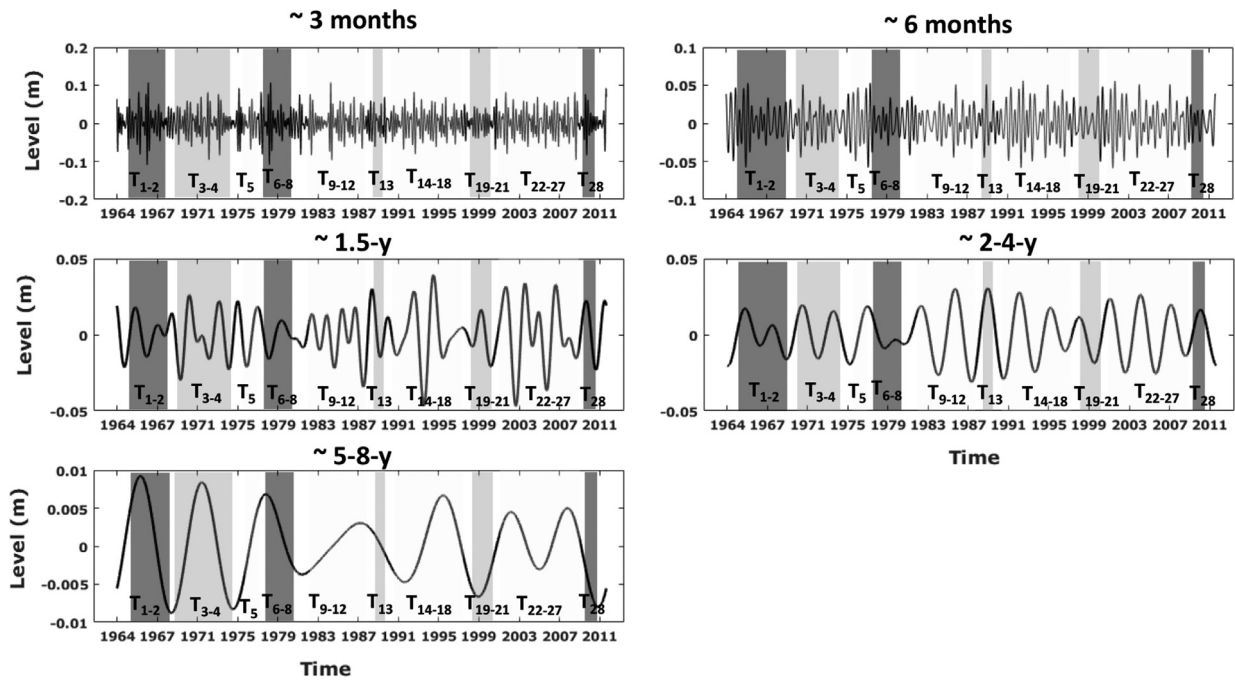 ~ 3 months
Level (m)
0.2
0.1
0
-0.1
-0.2
T1-2 T3-4 T5 T6-8 T9-12 T13 T14-18 T19-21 T22-27 T28
1964 1967 1971 1975 1979 1983 1987 1991 1995 1999 2003 2007 2011
~ 6 months
Level (m)
0.1
0.05
0
-0.05
-0.1
T1-2 T3-4 T5 T6-8 T9-12 T13 T14-18 T19-21 T22-27 T28
1964 1967 1971 1975 1979 1983 1987 1991 1995 1999 2003 2007 2011
~ 1.5-y
Level (m)
0.05
0
-0.05
T1-2 T3-4 T5 T6-8 T9-12 T13 T14-18 T19-21 T22-27 T28
1964 1967 1971 1975 1979 1983 1987 1991 1995 1999 2003 2007 2011
~ 2-4-y
0.05
0
-0.05
T1-2 T3-4 T5 T6-8 T9-12 T13 T14-18 T19-21 T22-27 T28
1964 1967 1971 1975 1979 1983 1987 1991 1995 1999 2003 2007 2011
Time
~ 5-8-y
Level (m)
0.01
0.005
0
-0.005
-0.01
T1-2 T3-4 T5 T6-8 T9-12 T13 T14-18 T19-21 T22-27 T28
1964 1967 1971 1975 1979 1983 1987 1991 1995 1999 2003 2007 2011
Time